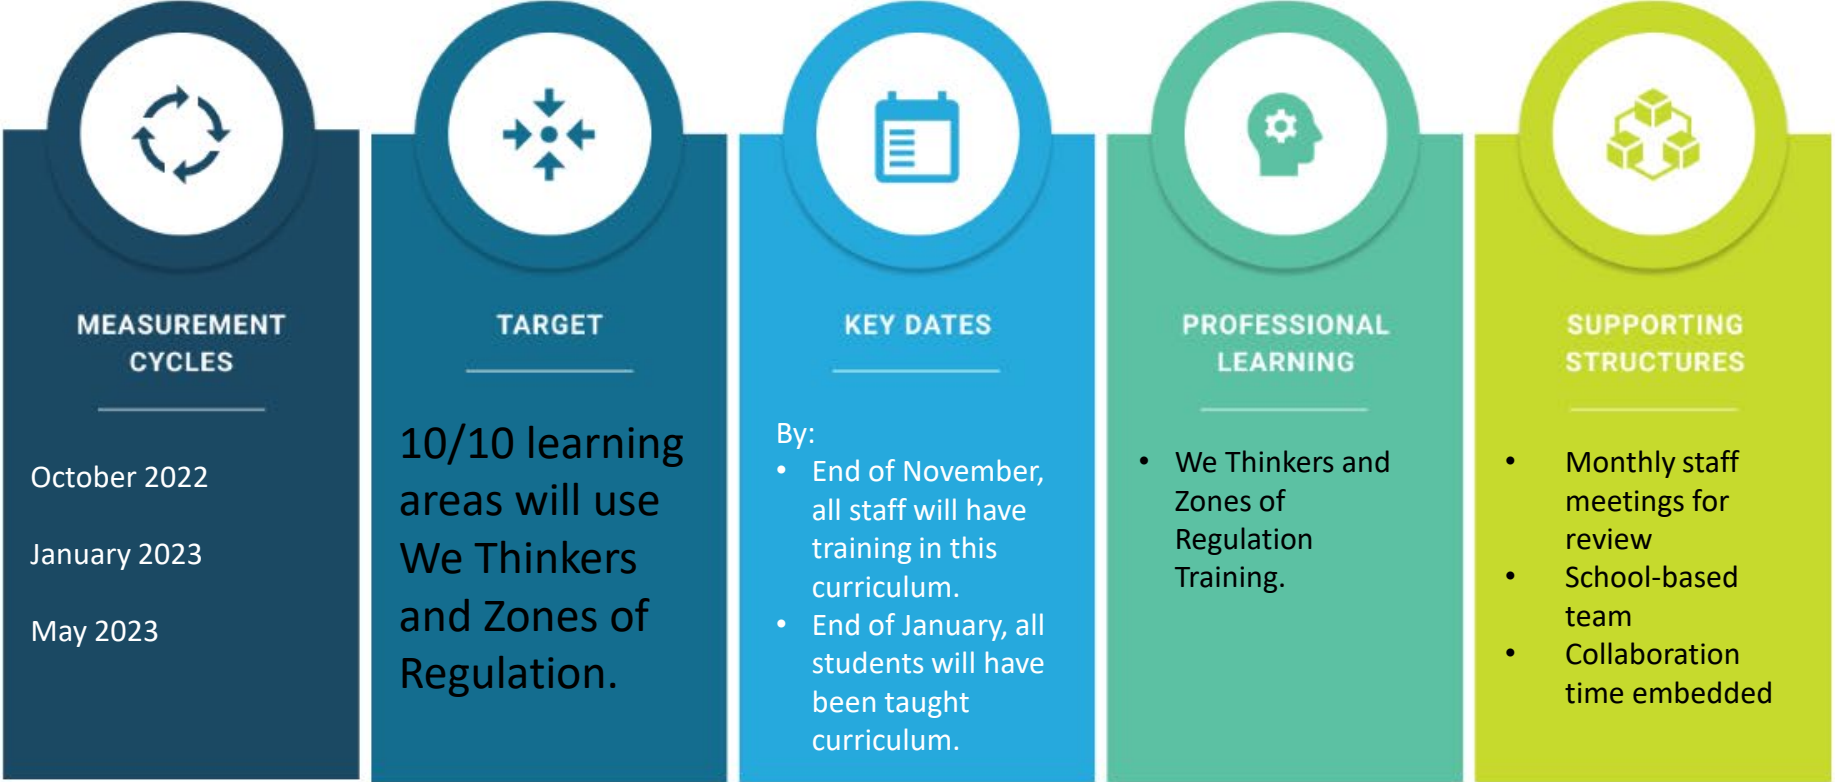 MEASUREMENT
CYCLES
October 2022
January 2023
May 2023
TARGET
10/10 learning
areas will use
We Thinkers
and Zones of
Regulation.
KEY DATES
By:
• End of November,
all staff will have
training in this
curriculum.
• End of January, all
students will have
been taught
curriculum.
PROFESSIONAL
LEARNING
• We Thinkers and
Zones of
Regulation
Training.
SUPPORTING
STRUCTURES
• Monthly staff
meetings for
review
• School-based
team
• Collaboration
time embedded